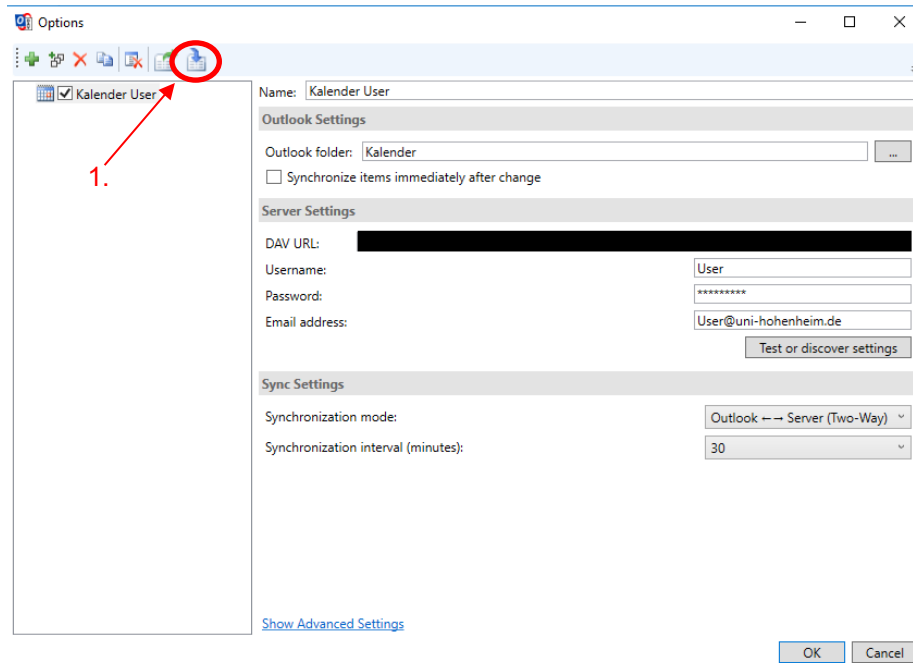 Options
Kalender User
1.
Name: Kalender User
Outlook Settings
Outlook folder: Kalender ...
Synchronize items immediately after change
Server Settings
DAV URL:
Username: User
Password: *********
Email address: User@uni-hohenheim.de
Test or discover settings
Sync Settings
Synchronization mode: Outlook ←→ Server (Two-Way)
Synchronization interval (minutes): 30
Show Advanced Settings
OK Cancel